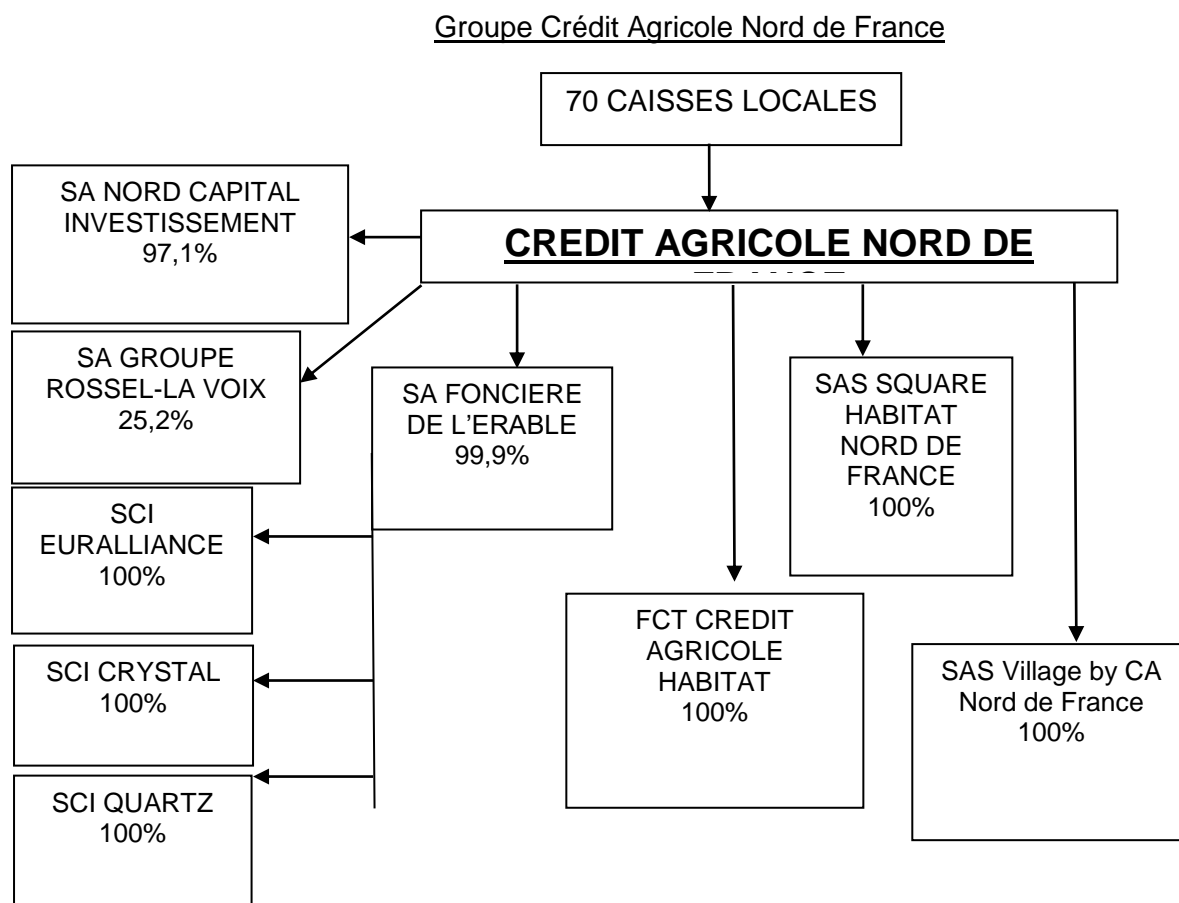 Groupe Crédit Agricole Nord de France
70 CAISSES LOCALES
SA NORD CAPITAL
INVESTISSEMENT
97,1%
CREDIT AGRICOLE NORD DE
SA GROUPE
ROSSEL-LA VOIX
25,2%
SA FONCIERE
DE L’ERABLE
99,9%
SAS SQUARE
HABITAT
NORD DE
FRANCE
100%
SCI
EURALLIANCE
100%
FCT CREDIT
AGRICOLE
HABITAT
100%
SAS Village by CA
Nord de France
100%
SCI CRYSTAL
100%
SCI QUARTZ
100%